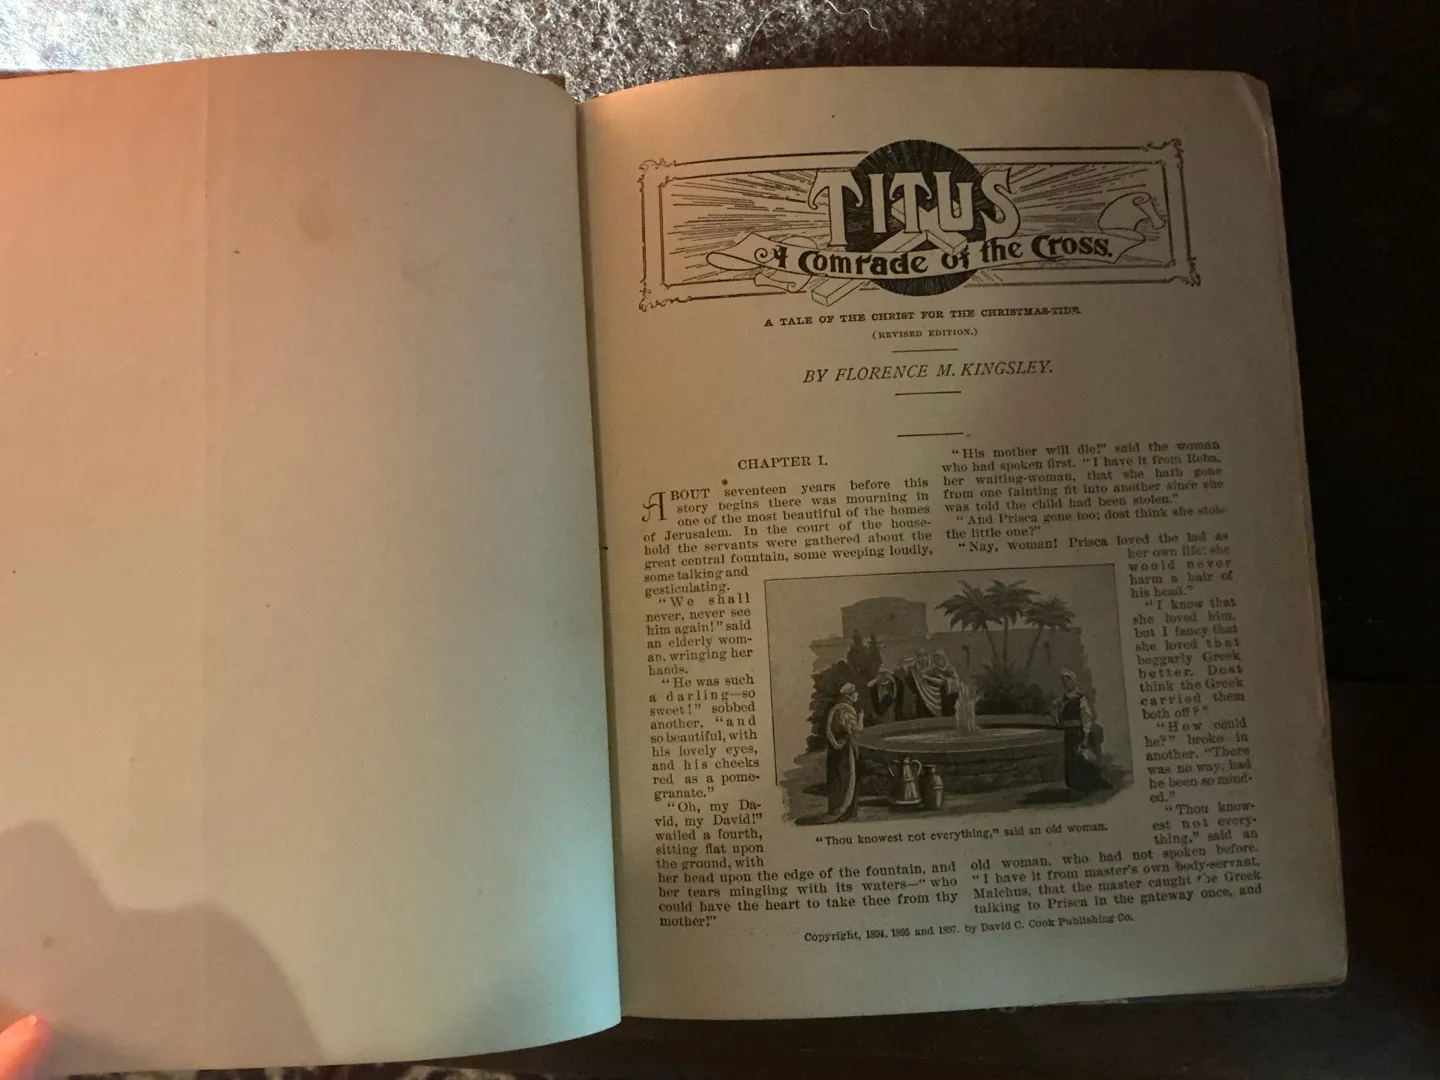 TITUS
A Comrade of the Cross.
A TALE OF THE CHRIST FOR THE CHRISTMAS-TIDE.
(REVISED EDITION.)
BY FLORENCE M. KINGSLEY.
CHAPTER I.
ABOUT seventeen years before this
story begins there was mourning in
one of the most beautiful of the homes
of Jerusalem. In the court of the house-
hold the servants were gathered about the
great central fountain, some weeping loudly,
some talking and
gesticulating.
"We shall
never, never see
him again!" said
an elderly wom-
an, wringing her
hands.
"He was such
a darling—so
sweet!" sobbed
another, "and
so beautiful, with
his lovely eyes,
and his cheeks
red as a pome-
granate."
"Oh, my Da-
vid, my David!"
wailed a fourth,
sitting flat upon
the ground, with
her head upon the edge of the fountain, and
her tears mingling with its waters—"who
could have the heart to take thee from thy
mother!"
"His mother will die!" said the woman
who had spoken first. "I have it from Reba,
her waiting-woman, that she hath gone
from one fainting fit into another since she
was told the child had been stolen."
"And Prisca gone too; dost think she stole
the little one?"
"Nay, woman! Prisca loved the lad as
her own life; she
would never
harm a hair of
his head."
"I know that
she loved him,
but I fancy that
she loved that
beggarly Greek
better. Dost
think the Greek
carried them
both off?"
"How could
he?" broke in
another. "There
was no way, had
he been so mind-
ed."
"Thou know-
est not every-
thing," said an
old woman, who had not spoken before.
"I have it from master's own body-servant,
Malchus, that the master caught the Greek
talking to Prisca in the gateway once, and
"Thou knowest not everything," said an old woman.
Copyright, 1894, 1895 and 1897, by David C. Cook Publishing Co.